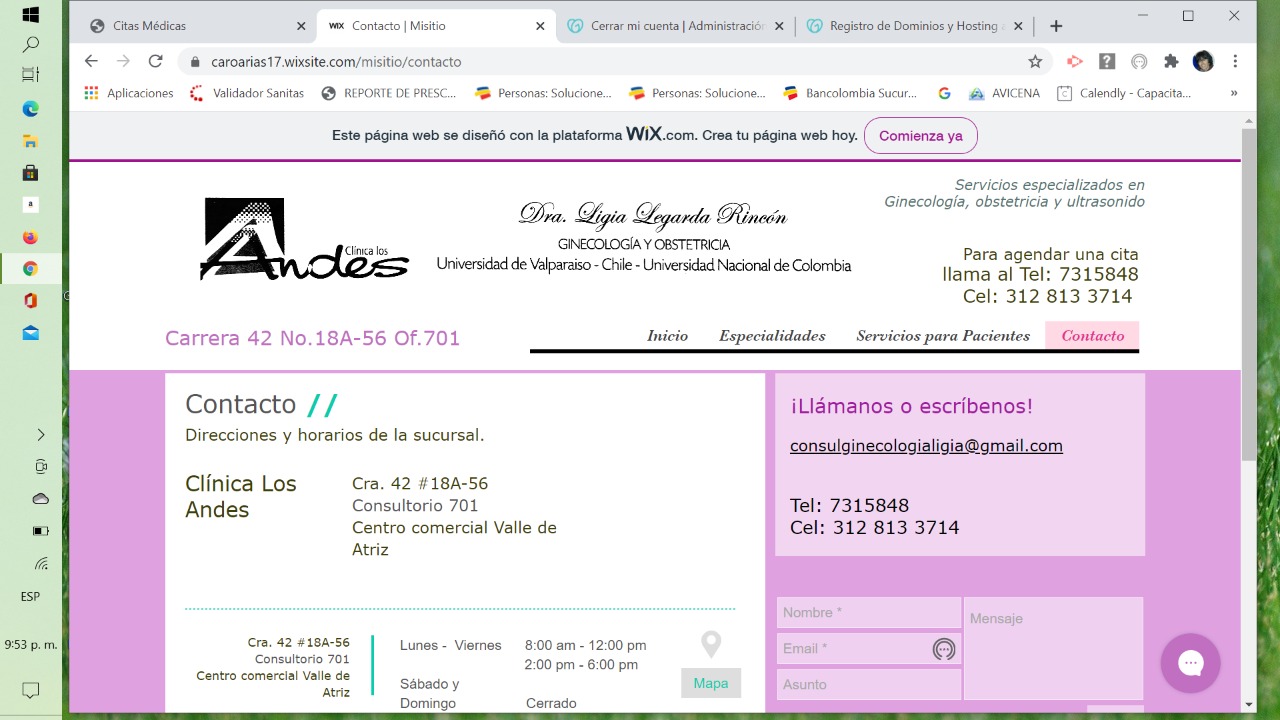 Citas Médicas
WIX Contacto | Misitio
Cerrar mi cuenta | Administración
Registro de Dominios y Hosting
caroarias17.wixsite.com/misitio/contacto
Aplicaciones
Validador Sanitas
REPORTE DE PRESC...
Personas: Solucione...
Personas: Solucione...
Bancolombia Sucur...
AVICENA
Calendly - Capacita...
»
Este página web se diseñó con la plataforma WiX.com. Crea tu página web hoy.
Comienza ya
Servicios especializados en
Ginecología, obstetricia y ultrasonido
Clínica los
Andes
Dra. Ligia Legarda Rincón
GINECOLOGÍA Y OBSTETRICIA
Universidad de Valparaiso - Chile - Universidad Nacional de Colombia
Para agendar una cita
llama al Tel: 7315848
Cel: 312 813 3714
Carrera 42 No.18A-56 Of.701
Inicio Especialidades Servicios para Pacientes Contacto
Contacto //
Direcciones y horarios de la sucursal.
Clínica Los
Andes
Cra. 42 #18A-56
Consultorio 701
Centro comercial Valle de
Atriz
Cra. 42 #18A-56
Consultorio 701
Centro comercial Valle de
Atriz
Lunes - Viernes 8:00 am - 12:00 pm
2:00 pm - 6:00 pm
Sábado y
Domingo Cerrado
Mapa
¡Llámanos o escríbenos!
consulginecologialigia@gmail.com
Tel: 7315848
Cel: 312 813 3714
Nombre *
Email *
Asunto
Mensaje
a
ESP
9:53 p. m.